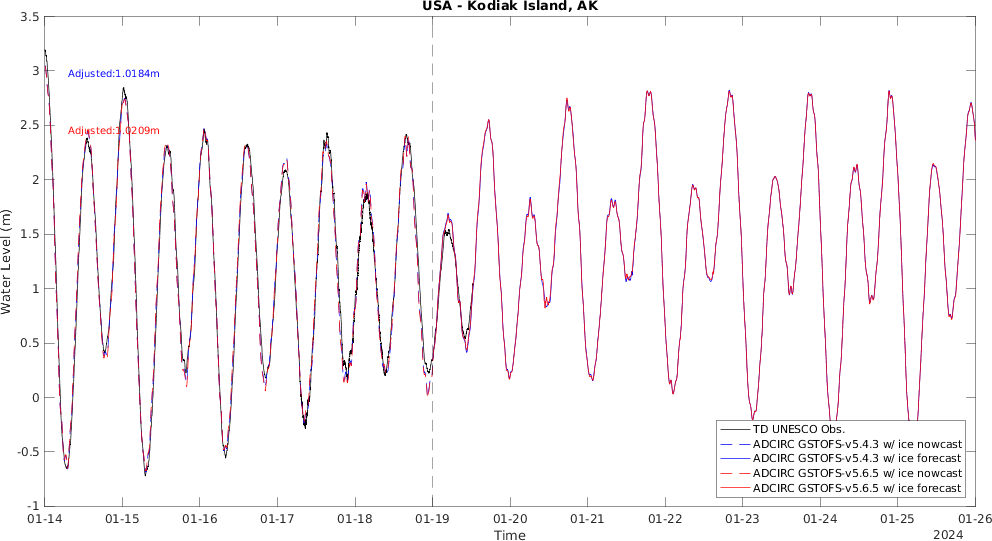 USA - Kodiak Island, AK
3.5
3
2.5
2
1.5
1
0.5
0
-0.5
-1
Water Level (m)
Adjusted:1.0184m
Adjusted:1.0209m
TD UNESCO Obs.
ADCIRC GSTOFS-v5.4.3 w/ ice nowcast
ADCIRC GSTOFS-v5.4.3 w/ ice forecast
ADCIRC GSTOFS-v5.6.5 w/ ice nowcast
ADCIRC GSTOFS-v5.6.5 w/ ice forecast
01-14 01-15 01-16 01-17 01-18 01-19 01-20 01-21 01-22 01-23 01-24 01-25 01-26
Time
2024